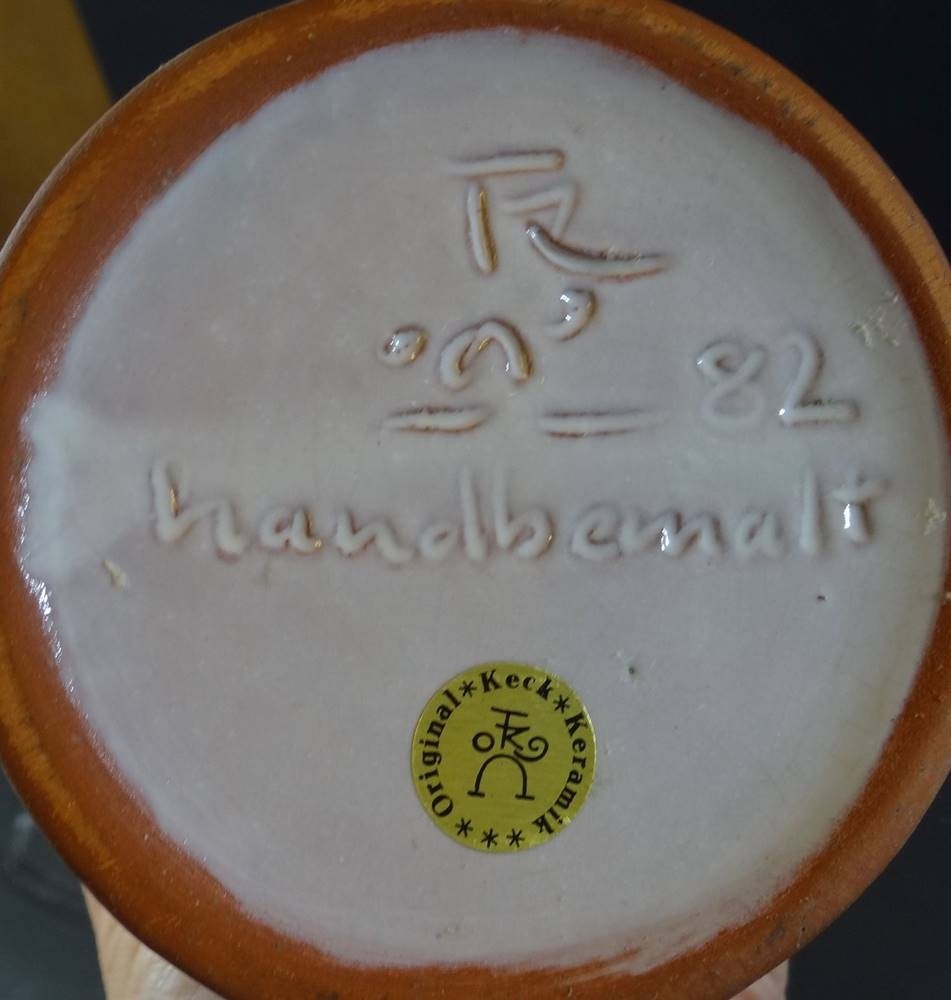 82
handbemalt
Original * Keck * Keramik * * *